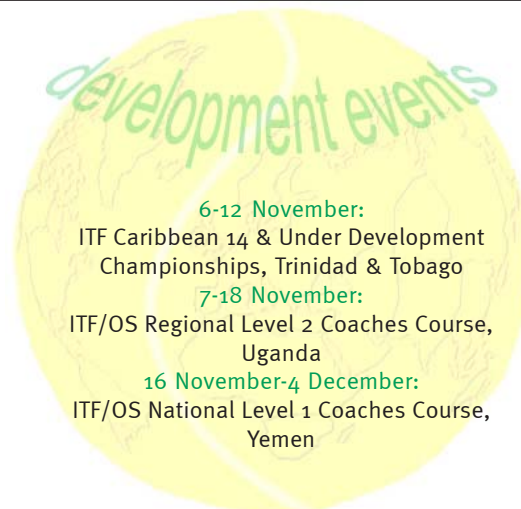 development events
6-12 November:
ITF Caribbean 14 & Under Development
Championships, Trinidad & Tobago
7-18 November:
ITF/OS Regional Level 2 Coaches Course,
Uganda
16 November-4 December:
ITF/OS National Level 1 Coaches Course,
Yemen